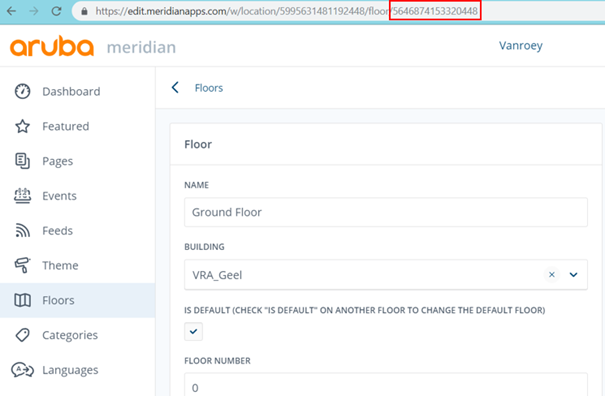 https://edit.meridianapps.com/w/location/5995631481192448/floor/5646874153320448
aruba meridian
Vanroey
Dashboard
Featured
Pages
Events
Feeds
Theme
Floors
Categories
Languages
Floors
Floor
NAME
Ground Floor
BUILDING
VRA_Geel
IS DEFAULT (CHECK "IS DEFAULT" ON ANOTHER FLOOR TO CHANGE THE DEFAULT FLOOR)
FLOOR NUMBER
0